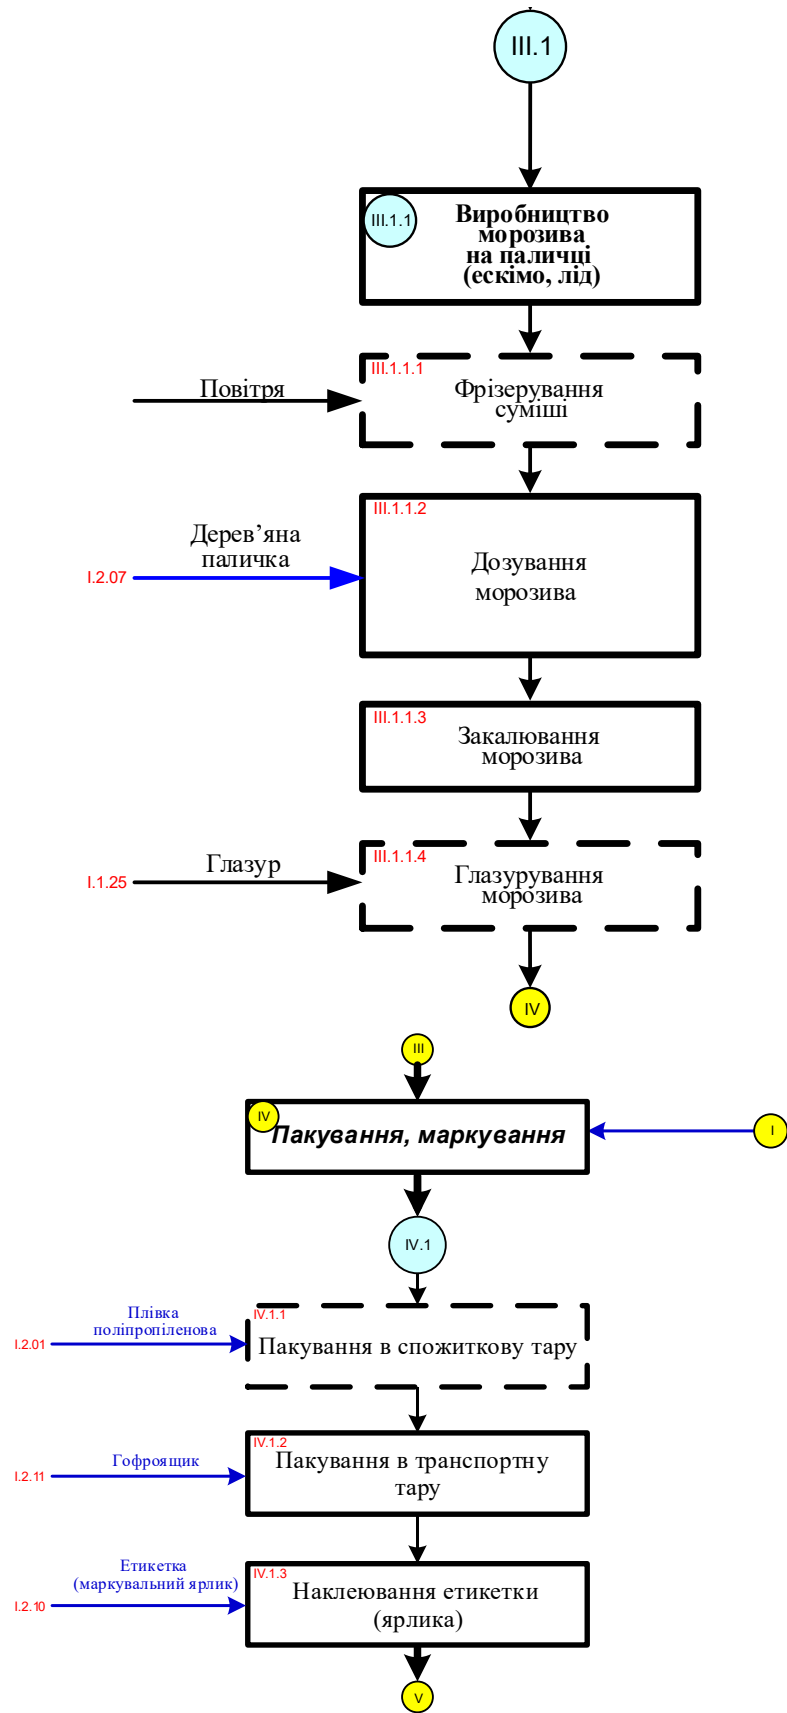 III.1
III.1.1
Виробництво
морозива
на паличці
(ескімо, лід)
III.1.1.1
Повітря
Фрізерування
суміші
III.1.1.2
Дерев’яна
паличка
I.2.07
Дозування
морозива
III.1.1.3
Закалювання
морозива
III.1.1.4
Глазур
I.1.25
Глазурування
морозива
IV
III
IV
Пакування, маркування
I
IV.1
IV.1.1
Плівка
поліпропіленова
I.2.01
Пакування в спожиткову тару
IV.1.2
Гофроящик
I.2.11
Пакування в транспортну
тару
IV.1.3
Етикетка
(маркувальний ярлик)
I.2.10
Наклеювання етикетки
(ярлика)
V